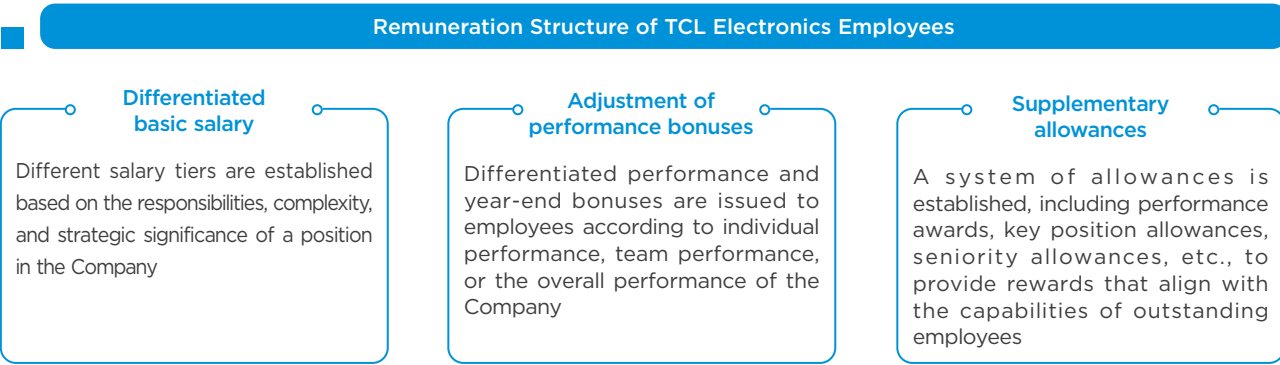 Remuneration Structure of TCL Electronics Employees
Differentiated
basic salary
Different salary tiers are established
based on the responsibilities, complexity,
and strategic significance of a position
in the Company
Adjustment of
performance bonuses
Differentiated performance and
year-end bonuses are issued to
employees according to individual
performance, team performance,
or the overall performance of the
Company
Supplementary
allowances
A system of allowances is
established, including performance
awards, key position allowances,
seniority allowances, etc., to
provide rewards that align with
the capabilities of outstanding
employees